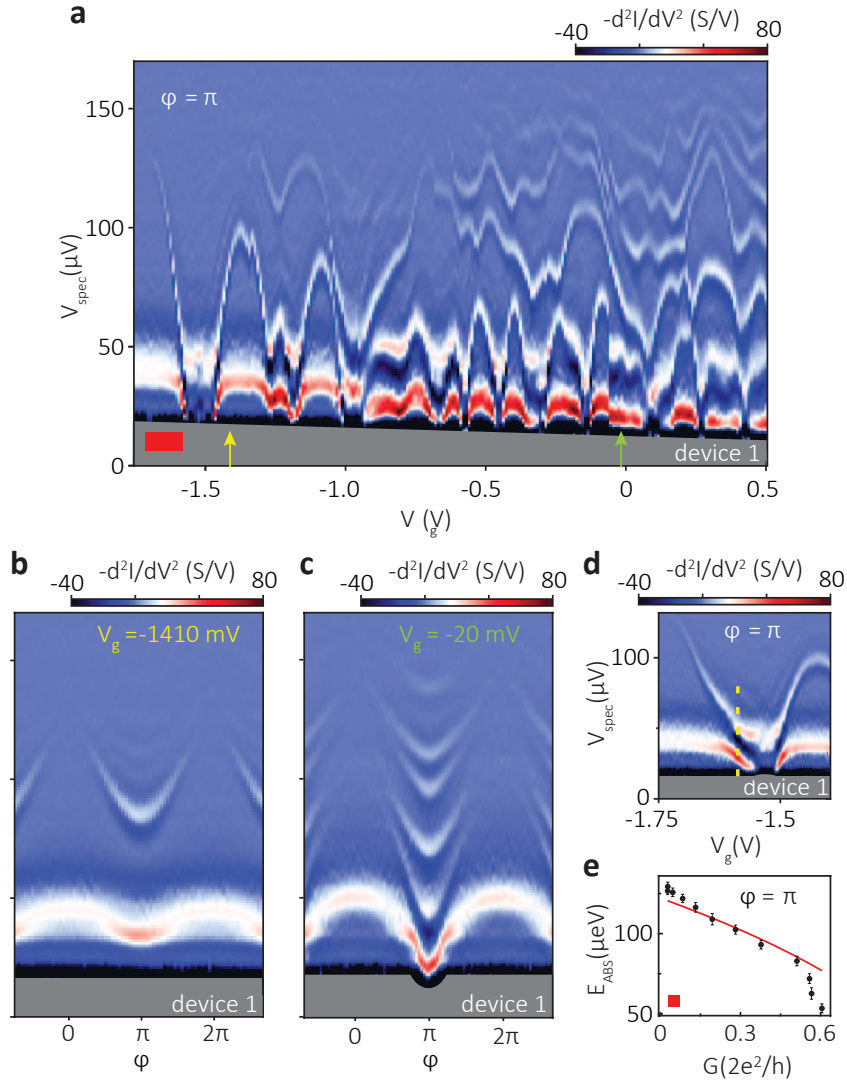 a
-d²I/dV² (S/V)
-40 80
φ = π
150
100
50
0
V_spec(μV)
device 1
-1.5 -1.0 -0.5 0 0.5
V (V_g)
b
-d²I/dV² (S/V)
-40 80
V_g =-1410 mV
device 1
0 π 2π
φ
c
-d²I/dV² (S/V)
-40 80
V_g = -20 mV
device 1
0 π 2π
φ
d
-d²I/dV² (S/V)
-40 80
φ = π
100
0
V_spec(μV)
device 1
-1.75 -1.5
V_g(V)
e
φ = π
100
50
E_ABS(μeV)
0 0.3 0.6
G(2e²/h)